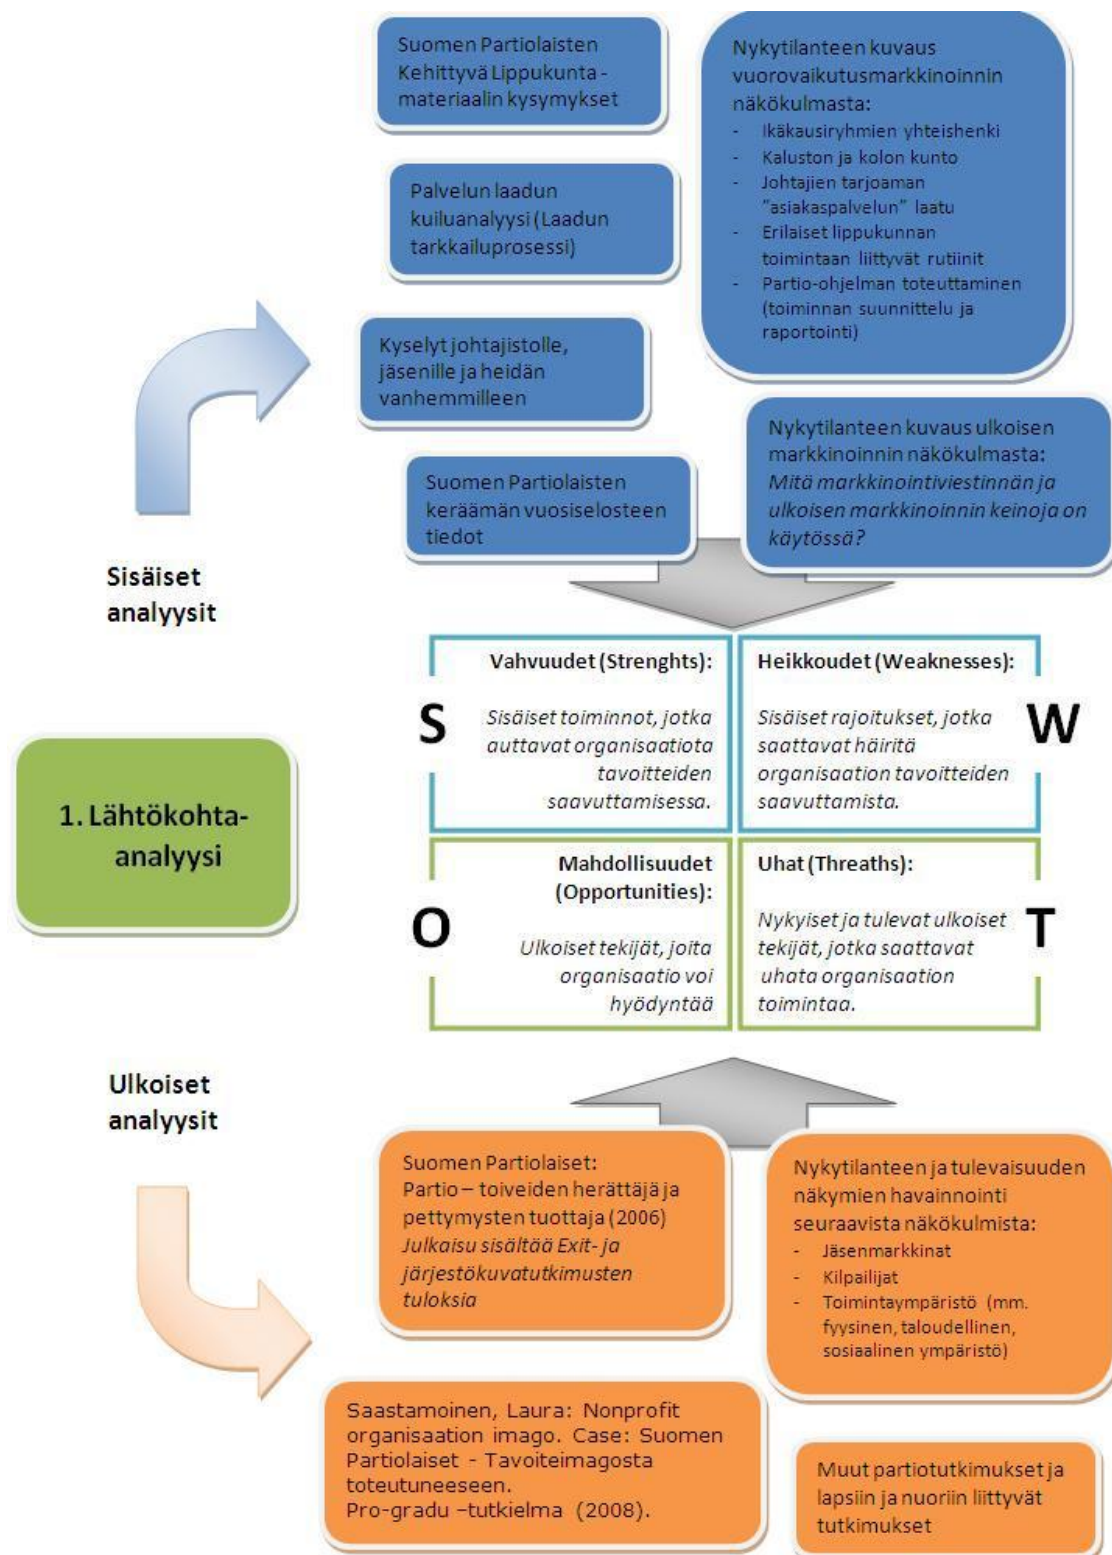 Suomen Partiolaisten
Kehittyvä Lippukunta -
materiaalin kysymykset
Nykytilanteen kuvaus
vuorovaikutusmarkkinoinnin
näkökulmasta:
- Ikäkausiryhmien yhteishenki
- Kaluston ja kolon kunto
- Johtajien tarjoaman
"asiakaspalvelun" laatu
- Erilaiset lippukunnan
toimintaan liittyvät rutiinit
- Partio-ohjelman toteuttaminen
(toiminnan suunnittelu ja
raportointi)
Palvelun laadun
kuiluanalyysi (Laadun
tarkkailuprosessi)
Kyselyt johtajistolle,
jäsenille ja heidän
vanhemmilleen
Nykytilanteen kuvaus ulkoisen
markkinoinnin näkökulmasta:
Mitä markkinointiviestinnän ja
ulkoisen markkinoinnin keinoja on
käytössä?
Suomen Partiolaisten
keräämän vuosiselosteen
tiedot
Sisäiset
analyysit
S
Vahvuudet (Strenghts):
Sisäiset toiminnot, jotka
auttavat organisaatiota
tavoitteiden
saavuttamisessa.
Heikkoudet (Weaknesses):
Sisäiset rajoitukset, jotka
saattavat häiritä
organisaation tavoitteiden
saavuttamista.
W
1. Lähtökohta-
analyysi
O
Mahdollisuudet
(Opportunities):
Ulkoiset tekijät, joita
organisaatio voi
hyödyntää
Uhat (Threaths):
Nykyiset ja tulevat ulkoiset
tekijät, jotka saattavat
uhata organisaation
toimintaa.
T
Ulkoiset
analyysit
Suomen Partiolaiset:
Partio – toiveiden herättäjä ja
pettymysten tuottaja (2006)
Julkaisu sisältää Exit- ja
järjestökuvatutkimusten
tuloksia
Nykytilanteen ja tulevaisuuden
näkymien havainnointi
seuraavista näkökulmista:
- Jäsenmarkkinat
- Kilpailijat
- Toimintaympäristö (mm.
fyysinen, taloudellinen,
sosiaalinen ympäristö)
Saastamoinen, Laura: Nonprofit
organisaation imago. Case: Suomen
Partiolaiset - Tavoiteimagosta
toteutuneeseen.
Pro-gradu –tutkielma (2008).
Muut partiotutkimukset ja
lapsiin ja nuoriin liittyvät
tutkimukset